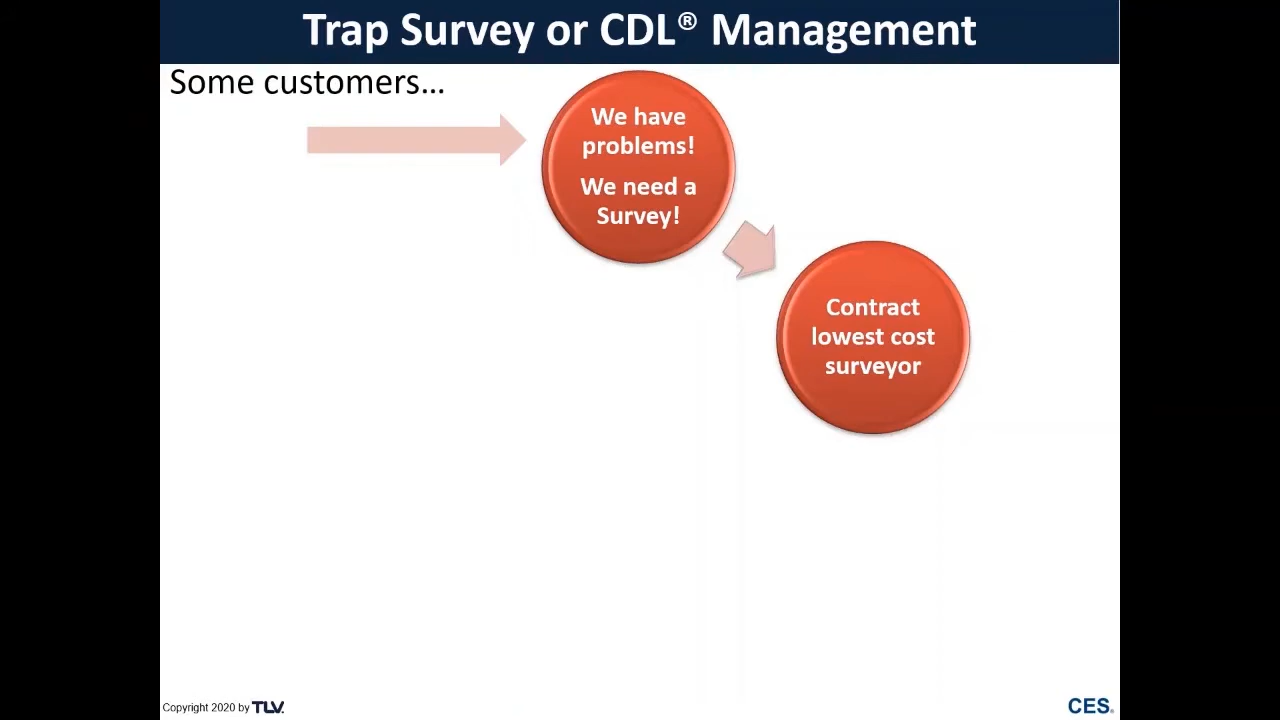 Trap Survey or CDL® Management
Some customers...
We have
problems!
We need a
Survey!
Contract
lowest cost
surveyor
Copyright 2020 by TLV.
CES®